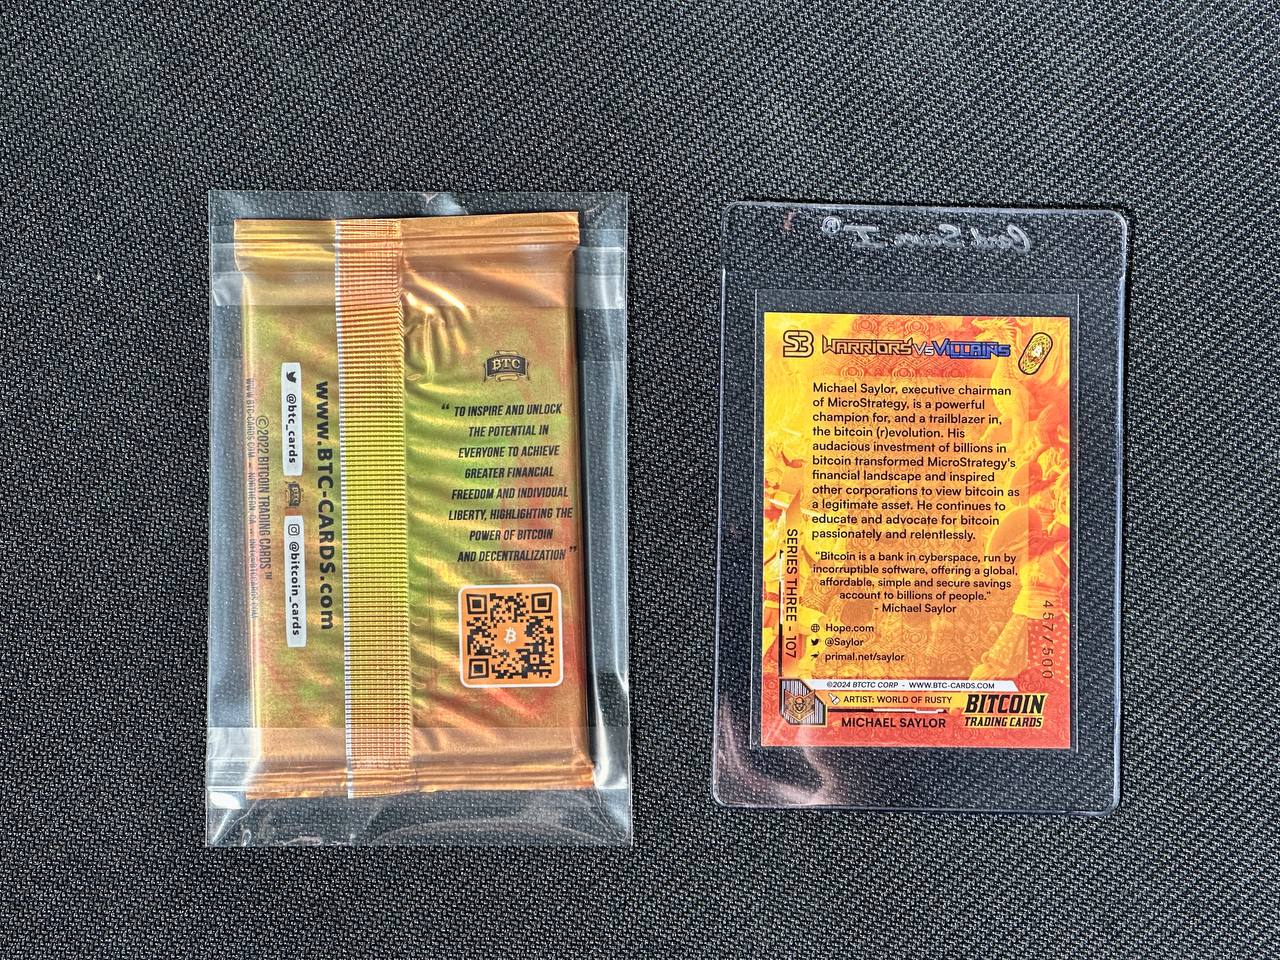 BTC
“ TO INSPIRE AND UNLOCK
THE POTENTIAL IN
EVERYONE TO ACHIEVE
GREATER FINANCIAL
FREEDOM AND INDIVIDUAL
LIBERTY, HIGHLIGHTING THE
POWER OF BITCOIN
AND DECENTRALIZATION ”
www.BTC-CARDS.com
@btc_cards
@bitcoin_cards
©2022 BITCOIN TRADING CARDS™
WWW.BTC-CARDS.COM
Card Saver I®
S3 WARRIORS VS VILLAINS
Michael Saylor, executive chairman
of MicroStrategy, is a powerful
champion for, and a trailblazer in,
the bitcoin (r)evolution. His
audacious investment of billions in
bitcoin transformed MicroStrategy's
financial landscape and inspired
other corporations to view bitcoin as
a legitimate asset. He continues to
educate and advocate for bitcoin
passionately and relentlessly.
“Bitcoin is a bank in cyberspace, run by
incorruptible software, offering a global,
affordable, simple and secure savings
account to billions of people.”
- Michael Saylor
Hope.com
@Saylor
primal.net/saylor
SERIES THREE - 107
457/500
©2024 BTCTC CORP - WWW.BTC-CARDS.COM
ARTIST: WORLD OF RUSTY
MICHAEL SAYLOR
BITCOIN
TRADING CARDS